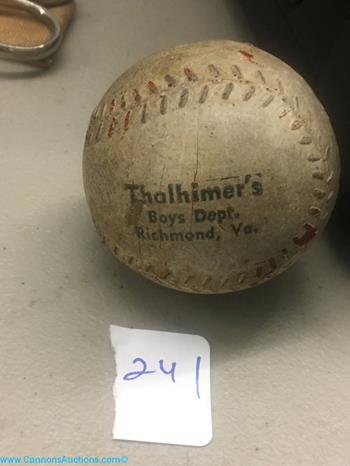 Thalhimer's
Boys Dept.
Richmond, Va.
241
www.CannonsAuctions.com©